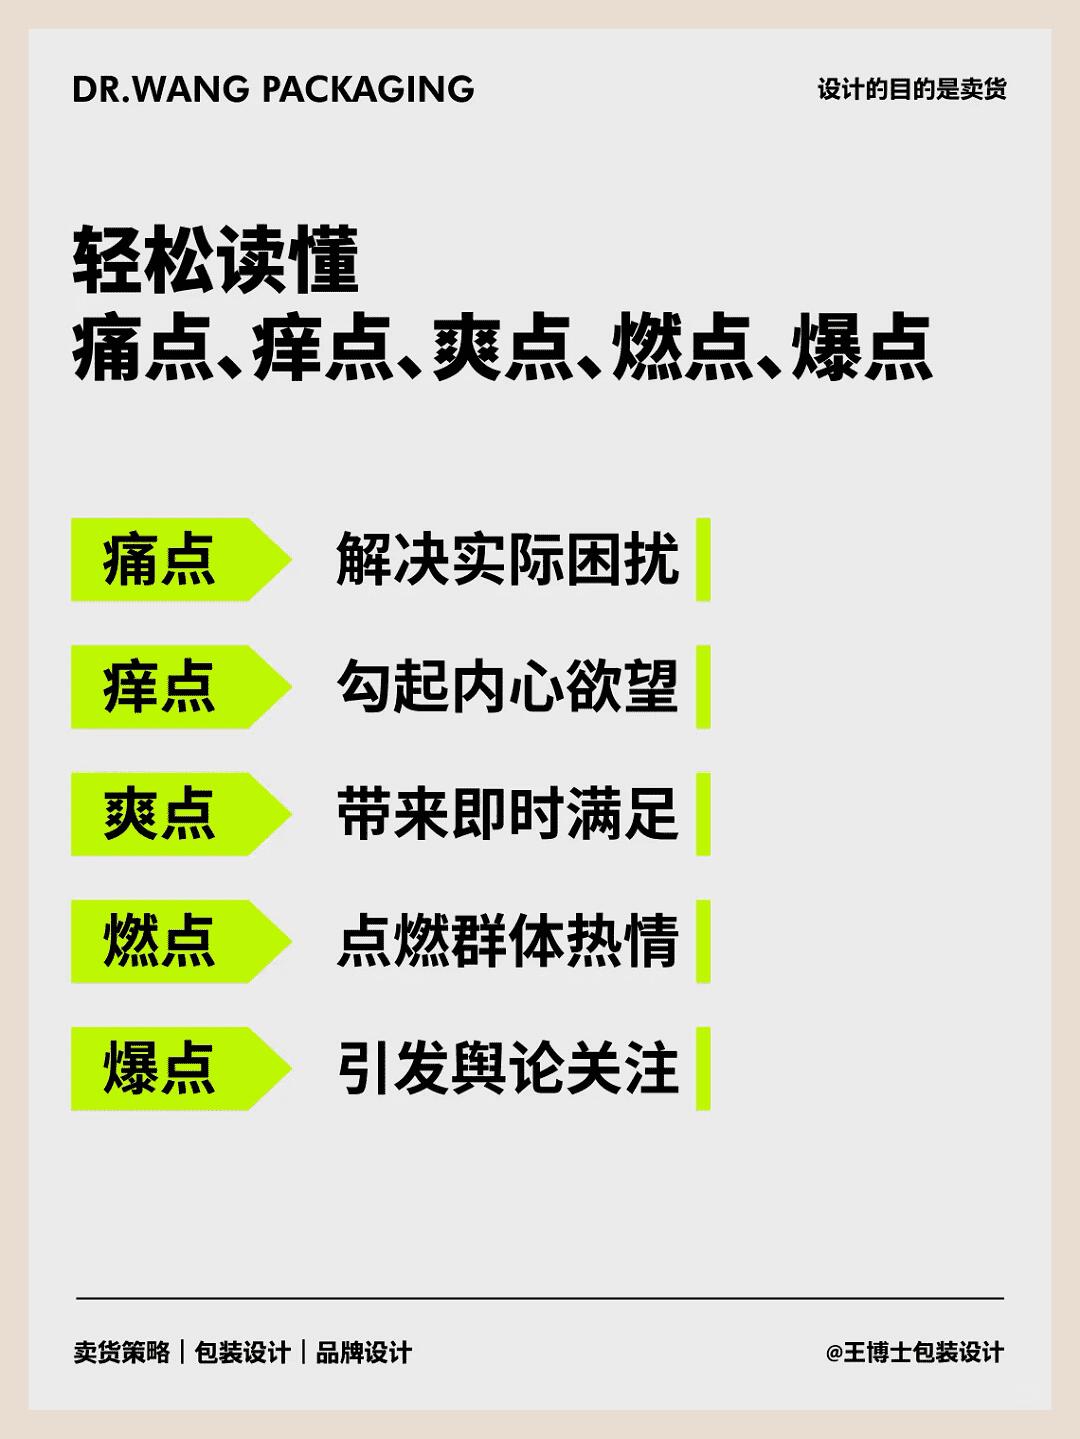 DR.WANG PACKAGING
设计的目的是卖货
轻松读懂
痛点、痒点、爽点、燃点、爆点
痛点 解决实际困扰
痒点 勾起内心欲望
爽点 带来即时满足
燃点 点燃群体热情
爆点 引发舆论关注
卖货策略｜包装设计｜品牌设计
@王博士包装设计